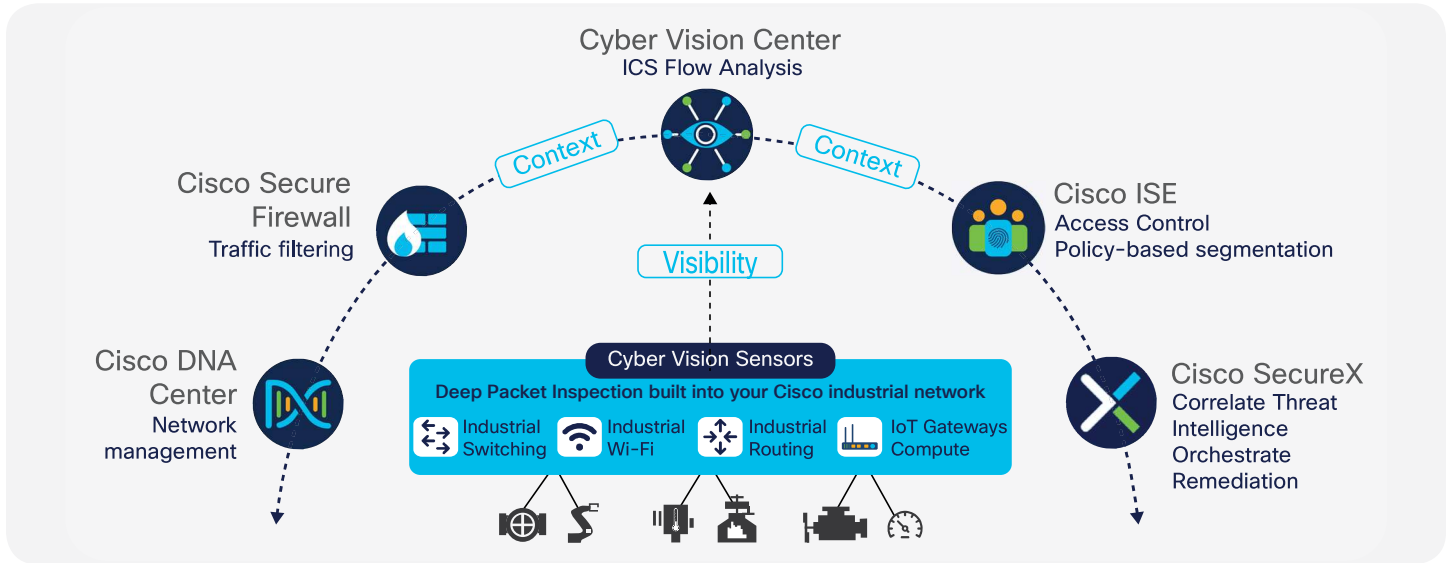 Cyber Vision Center
ICS Flow Analysis
Context
Context
Cisco Secure
Firewall
Traffic filtering
Cisco ISE
Access Control
Policy-based segmentation
Visibility
Cisco DNA
Center
Network
management
Cyber Vision Sensors
Deep Packet Inspection built into your Cisco industrial network
Industrial
Switching
Industrial
Wi-Fi
Industrial
Routing
IoT Gateways
Compute
Cisco SecureX
Correlate Threat
Intelligence
Orchestrate
Remediation